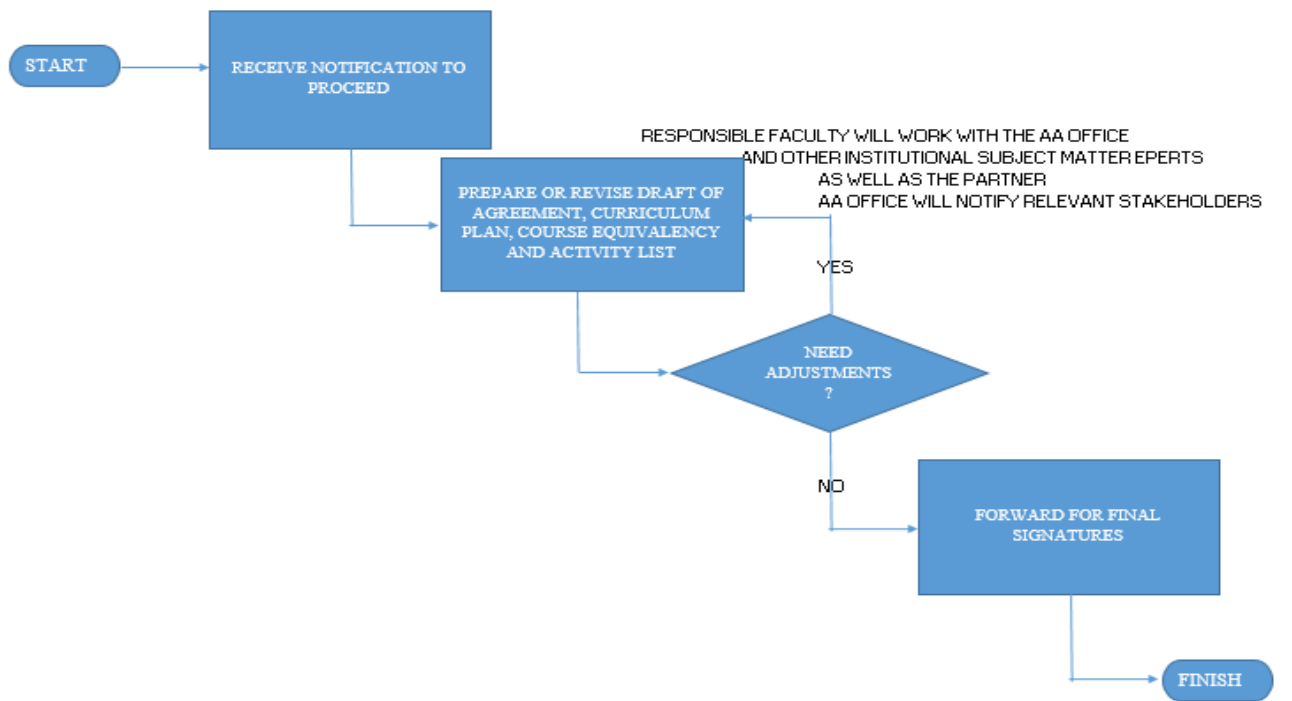 START
RECEIVE NOTIFICATION TO
PROCEED
RESPONSIBLE FACULTY WILL WORK WITH THE AA OFFICE
AND OTHER INSTITUTIONAL SUBJECT MATTER EPERTS
AS WELL AS THE PARTNER
AA OFFICE WILL NOTIFY RELEVANT STAKEHOLDERS
PREPARE OR REVISE DRAFT OF
AGREEMENT, CURRICULUM
PLAN, COURSE EQUIVALENCY
AND ACTIVITY LIST
YES
NEED
ADJUSTMENTS
?
NO
FORWARD FOR FINAL
SIGNATURES
FINISH